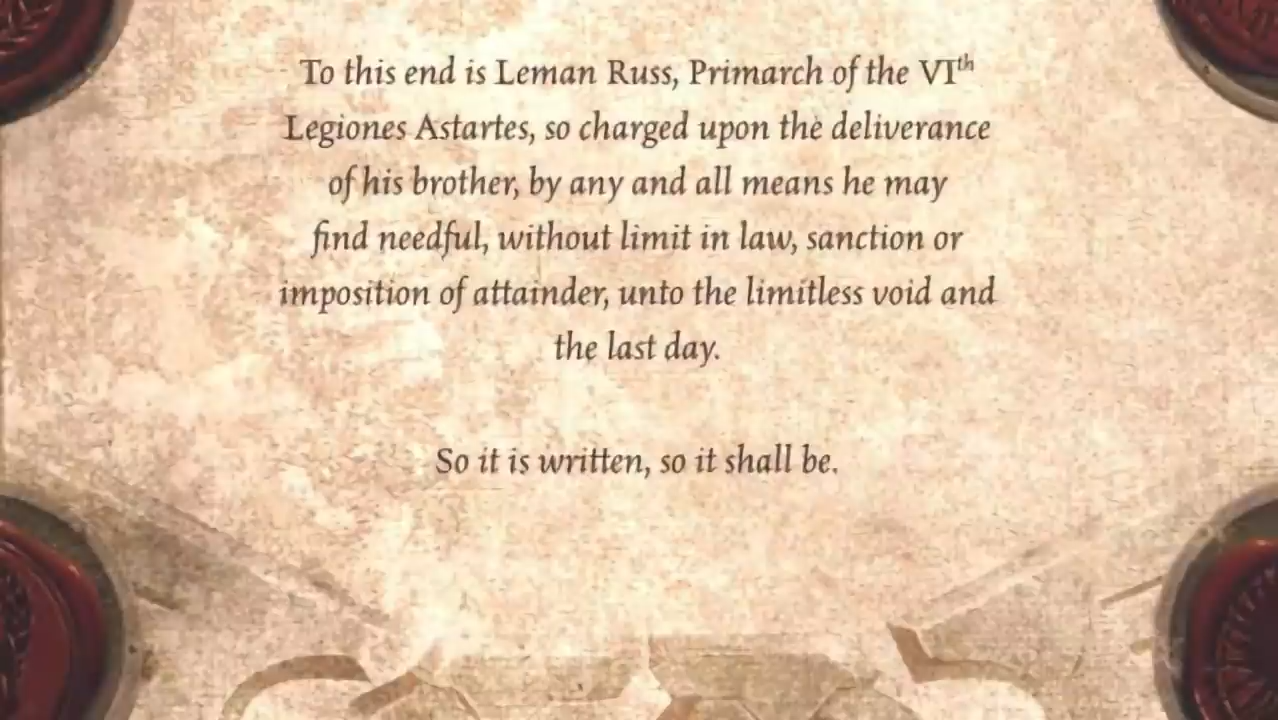 To this end is Leman Russ, Primarch of the VIth
Legiones Astartes, so charged upon the deliverance
of his brother, by any and all means he may
find needful, without limit in law, sanction or
imposition of attainder, unto the limitless void and
the last day.
So it is written, so it shall be.